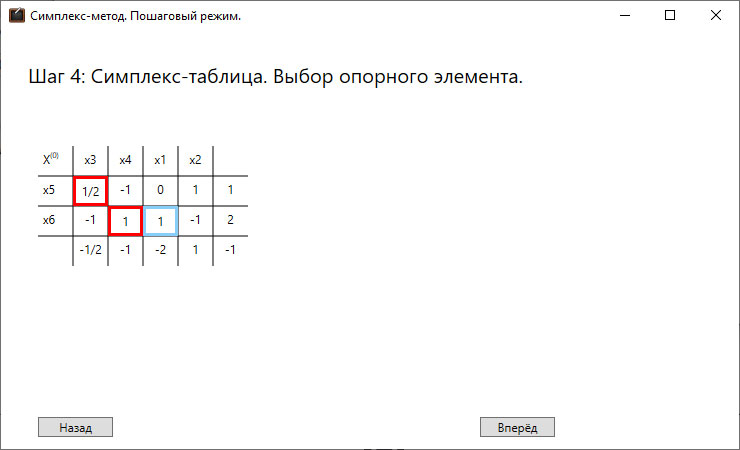 Симплекс-метод. Пошаговый режим.
Шаг 4: Симплекс-таблица. Выбор опорного элемента.
X⁽⁰⁾ x3 x4 x1 x2
x5 1/2 -1 0 1 1
x6 -1 1 1 -1 2
-1/2 -1 -2 1 -1
Назад Вперёд